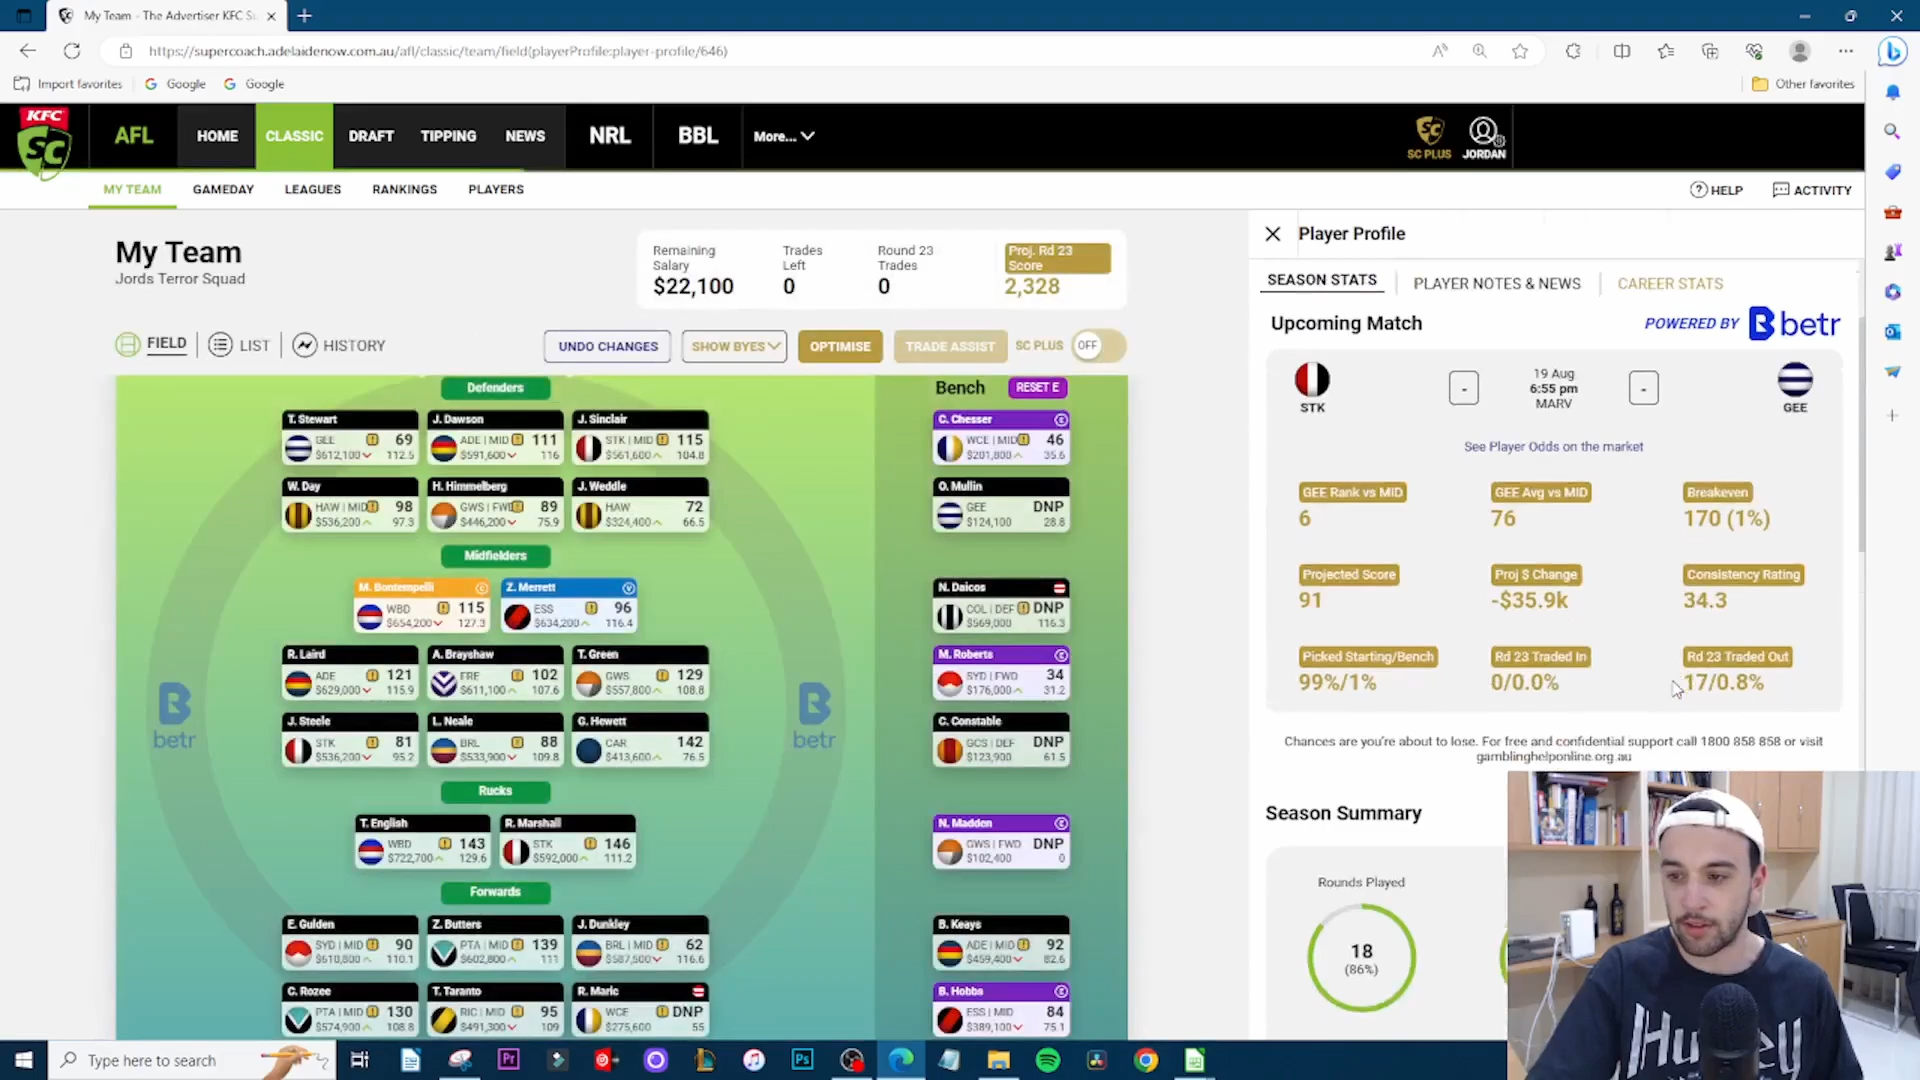 My Team - The Advertiser KFC Su
https://supercoach.adelaidenow.com.au/afl/classic/team/field(playerProfile:player-profile/646)
Import favorites
Google
Google
Other favorites
KFC
SC
AFL
HOME
CLASSIC
DRAFT
TIPPING
NEWS
NRL
BBL
More...
SC
SC PLUS
JORDAN
MY TEAM
GAMEDAY
LEAGUES
RANKINGS
PLAYERS
HELP
ACTIVITY
My Team
Jords Terror Squad
Remaining Salary
$22,100
Trades Left
0
Round 23 Trades
0
Proj. Rd 23 Score
2,328
FIELD
LIST
HISTORY
UNDO CHANGES
SHOW BYES
OPTIMISE
TRADE ASSIST
SC PLUS
OFF
Defenders
Bench
RESET E
T. Stewart
GEE 69
$612,100 112.5
J. Dawson
ADE | MID 111
$591,600 116
J. Sinclair
STK | MID 115
$561,600 104.8
C. Chesser
WCE | MID 46
$201,800 35.6
W. Day
HAW | MID 98
$536,200 97.3
H. Himmelberg
GWS | FWD 89
$446,200 75.9
J. Weddle
HAW 72
$324,400 66.5
O. Mullin
GEE DNP
$124,100 28.8
Midfielders
M. Bontempelli
WBD 115
$654,200 127.3
Z. Merrett
ESS 96
$634,200 116.4
N. Daicos
COL | DEF DNP
$569,000 116.3
R. Laird
ADE 121
$629,000 115.9
A. Brayshaw
FRE 102
$611,100 107.6
T. Green
GWS 129
$557,800 108.8
M. Roberts
SYD | FWD 34
$176,000 31.2
J. Steele
STK 81
$536,200 95.2
L. Neale
BRL 88
$533,900 109.8
G. Hewett
CAR 142
$413,600 76.5
C. Constable
GCS | DEF DNP
$123,900 61.5
betr
betr
Rucks
T. English
WBD 143
$722,700 129.6
R. Marshall
STK 146
$592,000 111.2
N. Madden
GWS | FWD DNP
$102,400 0
Forwards
E. Gulden
SYD | MID 90
$610,800 110.1
Z. Butters
PTA | MID 139
$602,800 111
J. Dunkley
BRL | MID 62
$587,500 116.6
B. Keays
ADE | MID 92
$459,400 82.6
C. Rozee
PTA | MID 130
$574,900 108.8
T. Taranto
RIC | MID 95
$491,300 109
R. Maric
WCE DNP
$275,600 55
B. Hobbs
ESS | MID 84
$389,100 75.1
Player Profile
SEASON STATS
PLAYER NOTES & NEWS
CAREER STATS
Upcoming Match
POWERED BY betr
STK
-
19 Aug
6:55 pm
MARV
-
GEE
See Player Odds on the market
GEE Rank vs MID
6
GEE Avg vs MID
76
Breakeven
170 (1%)
Projected Score
91
Proj $ Change
-$35.9k
Consistency Rating
34.3
Picked Starting/Bench
99%/1%
Rd 23 Traded In
0/0.0%
Rd 23 Traded Out
17/0.8%
Chances are you're about to lose. For free and confidential support call 1800 858 858 or visit
gamblinghelponline.org.au
Season Summary
Rounds Played
18
(86%)
Type here to search
Pr
Ps